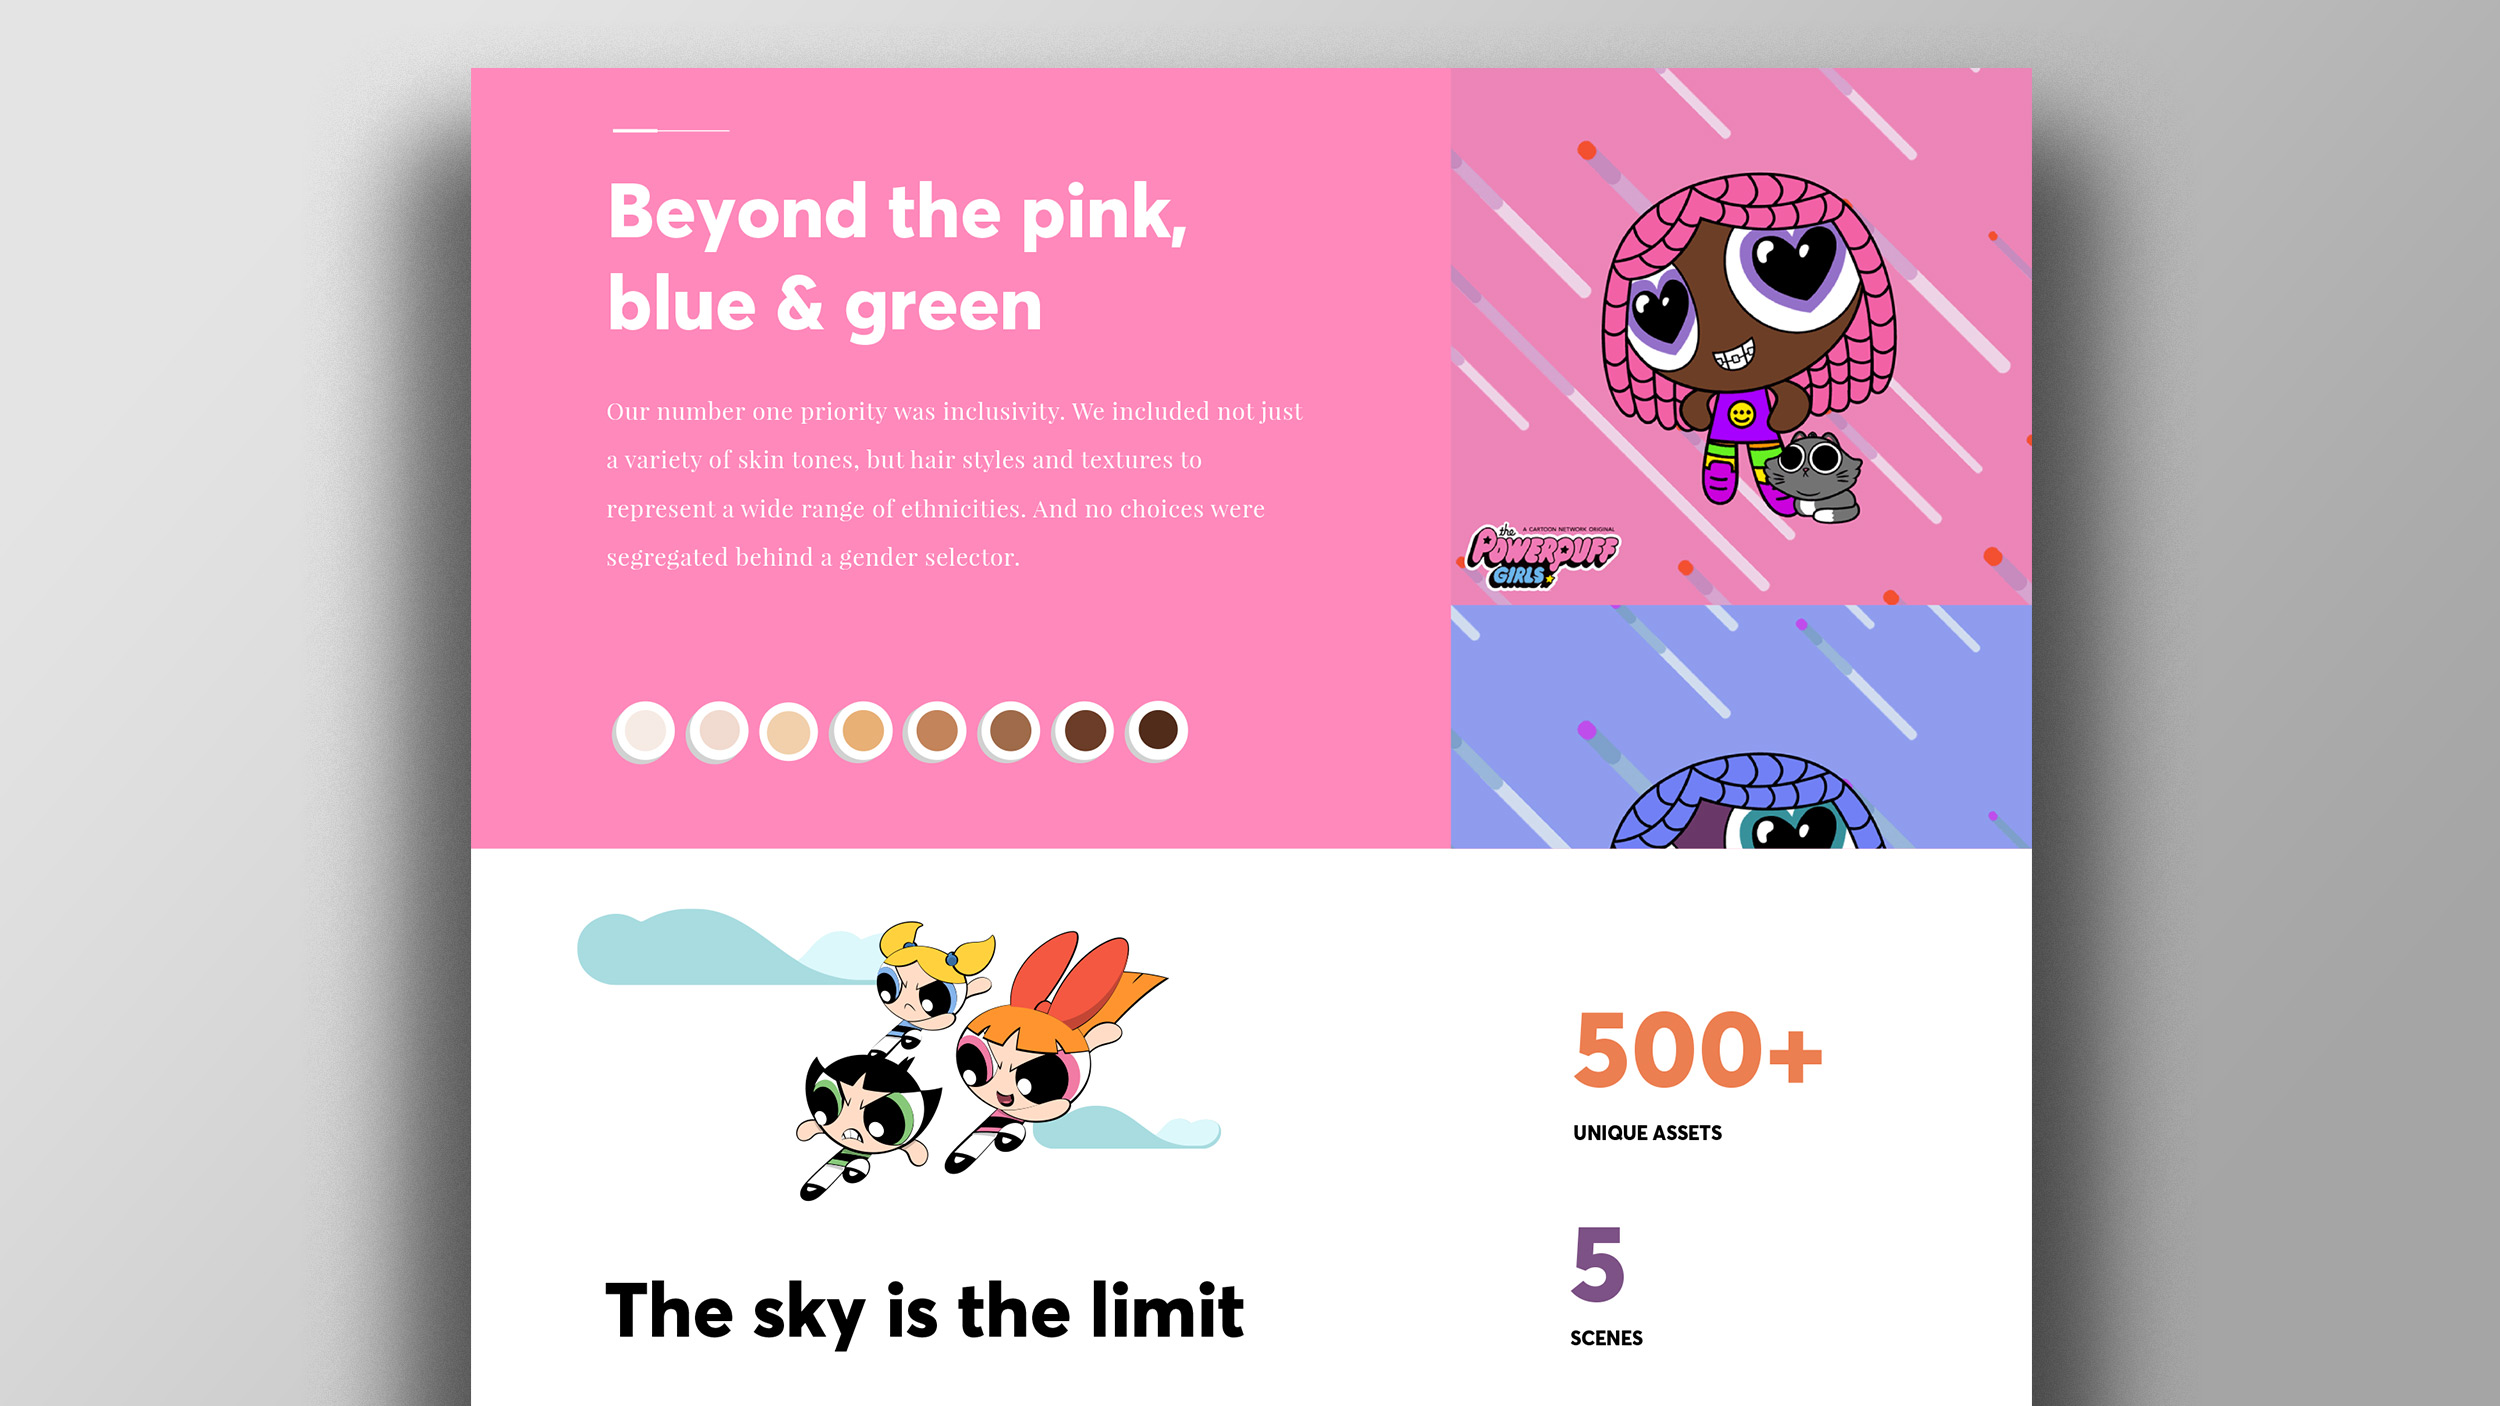 Beyond the pink,
blue & green
Our number one priority was inclusivity. We included not just
a variety of skin tones, but hair styles and textures to
represent a wide range of ethnicities. And no choices were
segregated behind a gender selector.
A CARTOON NETWORK ORIGINAL
the
POWERPUFF
GIRLS
500+
UNIQUE ASSETS
5
SCENES
The sky is the limit